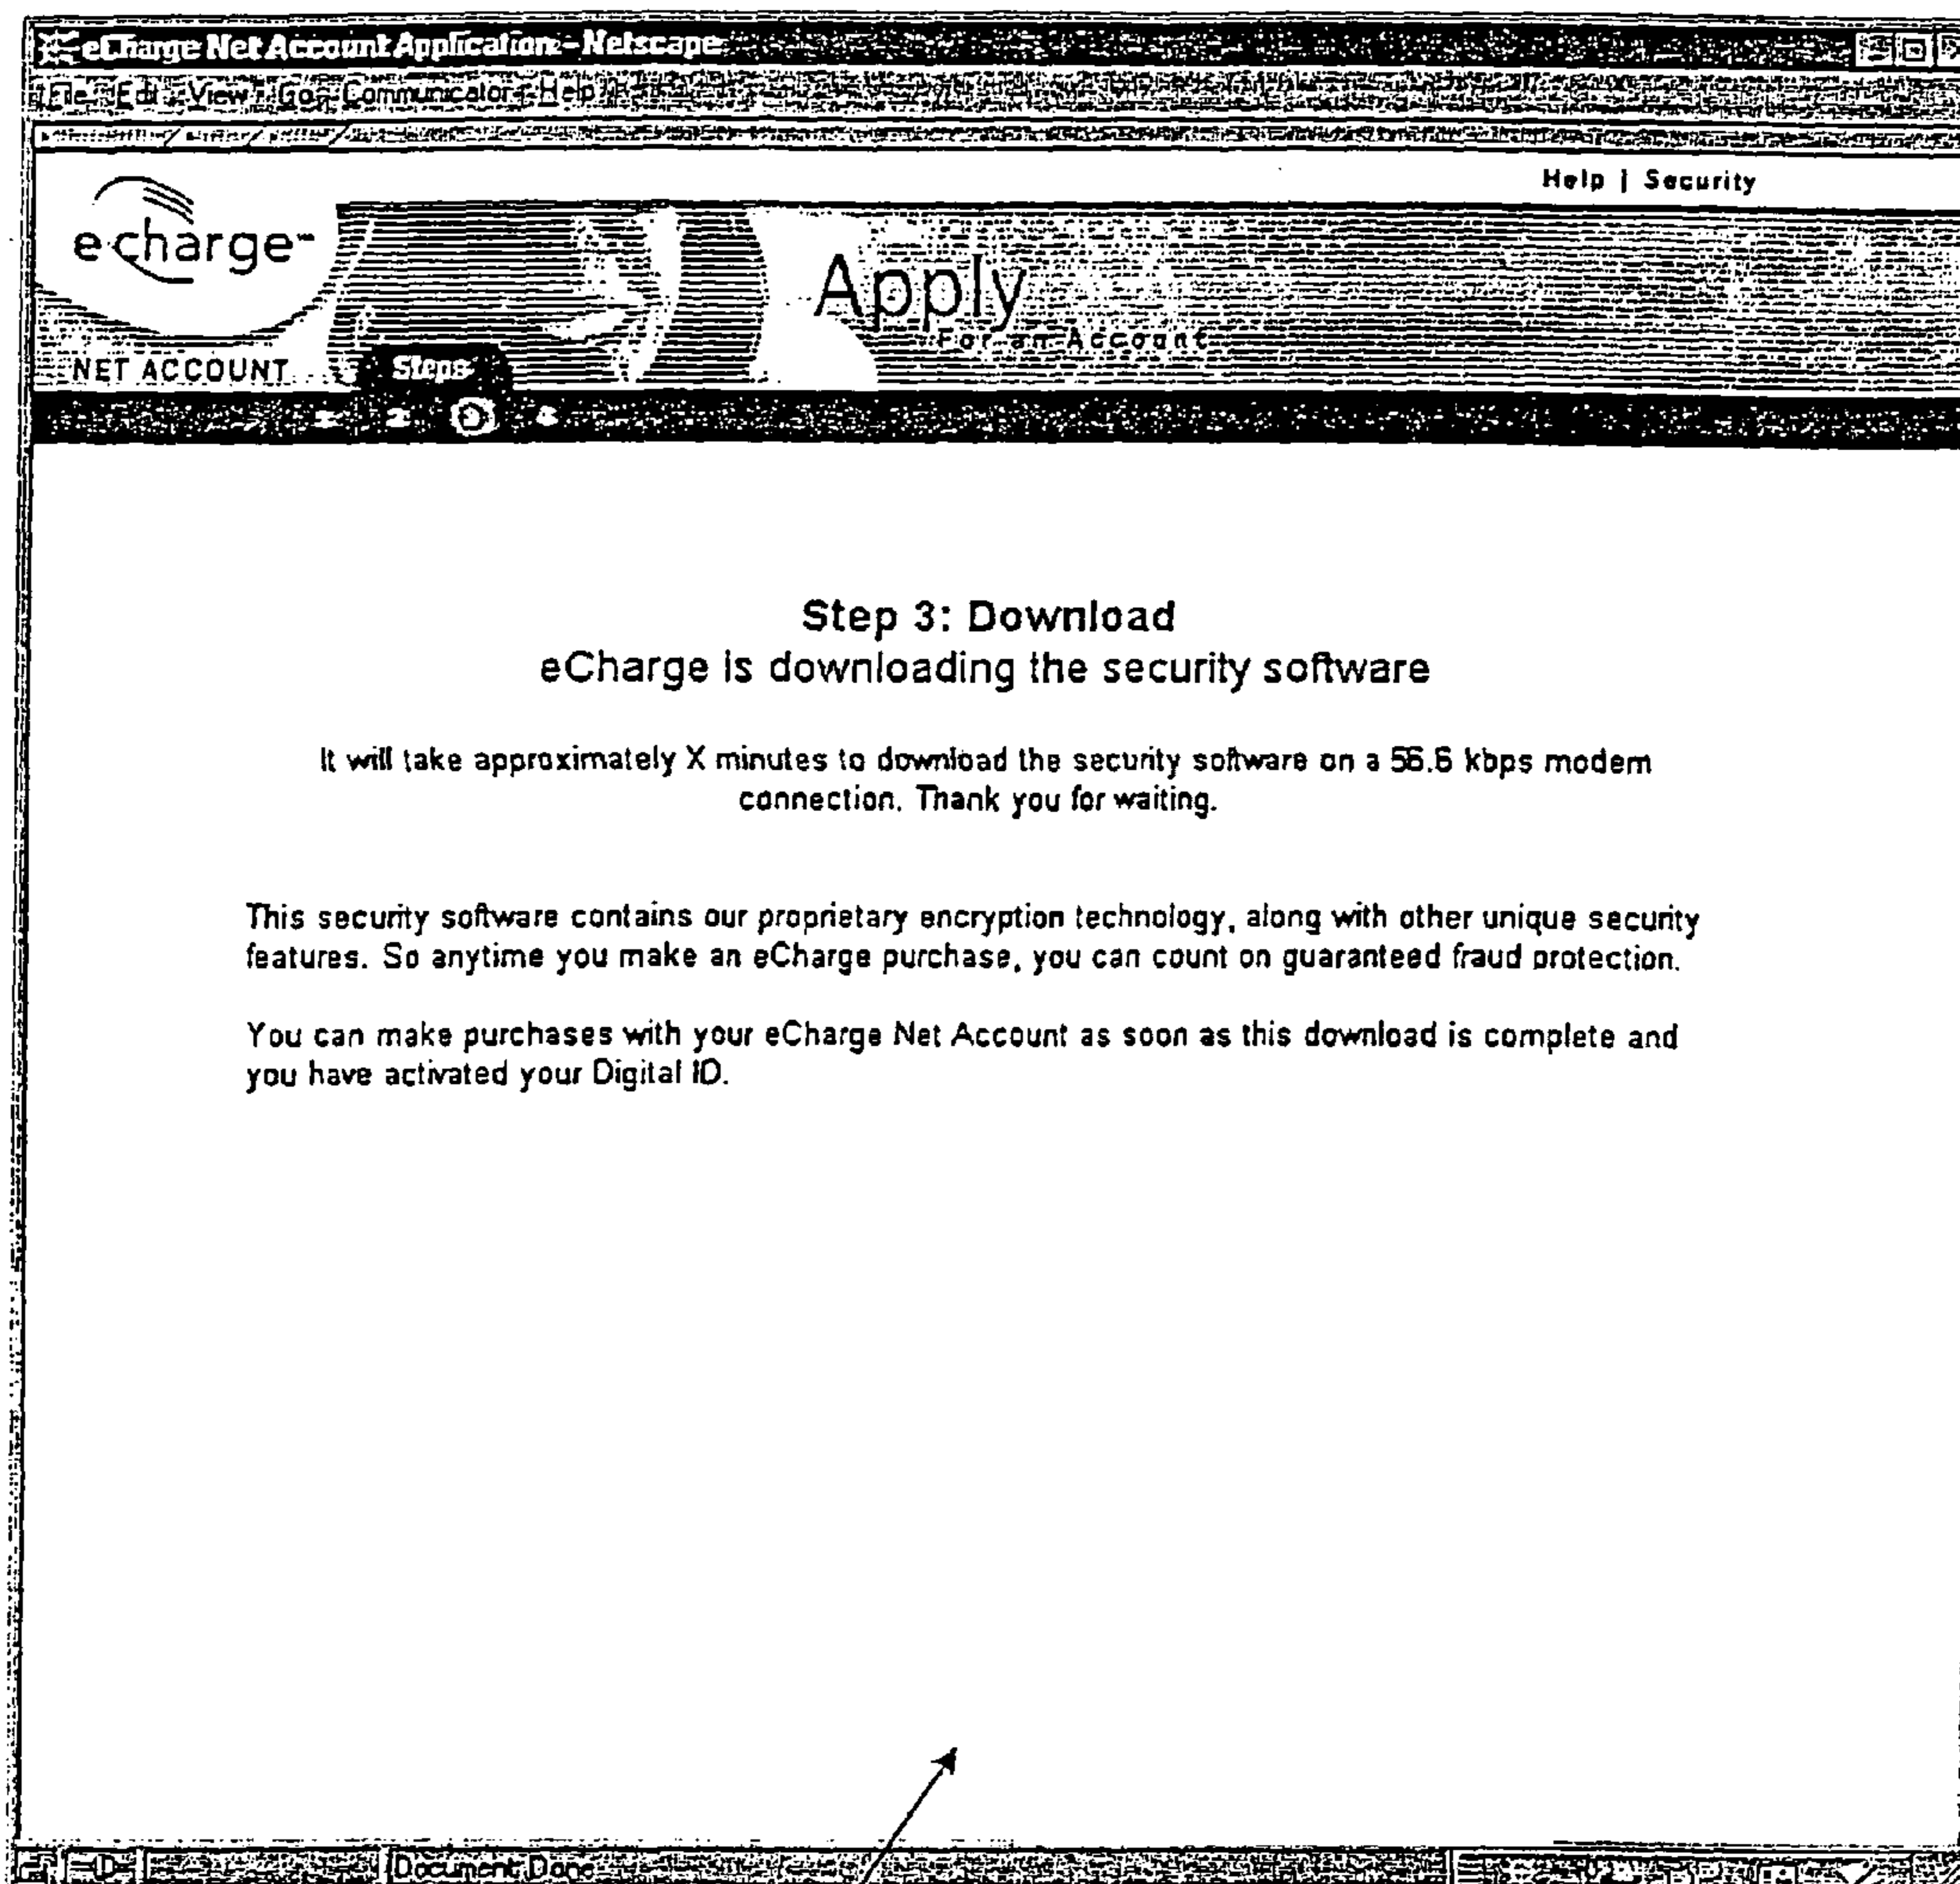 eCharge Net Account Application - Netscape
File Edit View Go Communicator Help
Help | Security
echarge™
Apply
For an Account
NET ACCOUNT
Steps
1 2 3 4
Step 3: Download
eCharge is downloading the security software
It will take approximately X minutes to download the security software on a 56.6 kbps modem
connection. Thank you for waiting.
This security software contains our proprietary encryption technology, along with other unique security
features. So anytime you make an eCharge purchase, you can count on guaranteed fraud protection.
You can make purchases with your eCharge Net Account as soon as this download is complete and
you have activated your Digital ID.
Document: Done